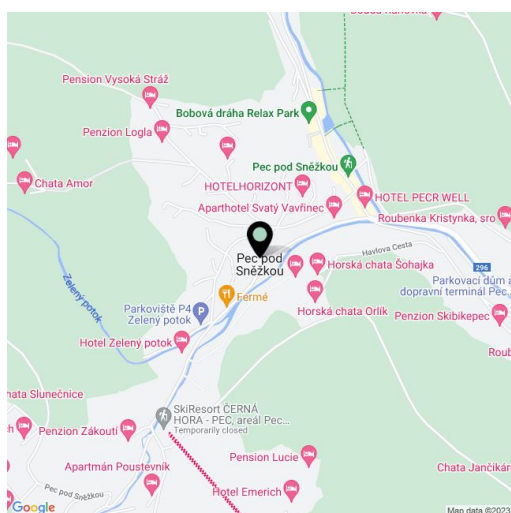 Pension Vysoká Stráž
Bobová dráha Relax Park
Penzion Logla
Pec pod Sněžkou
Chata Amor
HOTELHORIZONT
HOTEL PECR WELL
Aparthotel Svatý Vavřinec
Roubenka Kristynka, sro
Pec pod
Sněžkou
Havlova Cesta
Horská chata Šohajka
296
Zelený potok
Parkovací dům a
dopravní terminál Pec
Fermé
Parkoviště P4
Zelený potok
Horská chata Orlík
Penzion Skibikepec
Hotel Zelený potok
Roub
hata Slunečnice
SkiResort ČERNÁ
HORA - PEC, areál Pec...
Temporarily closed
ch
Penzion Zákoutí
Apartmán Poustevník
Pension Lucie
Chata Jančikár
Pec pod Sněžkou
Hotel Emerich
Google
Map data ©2023